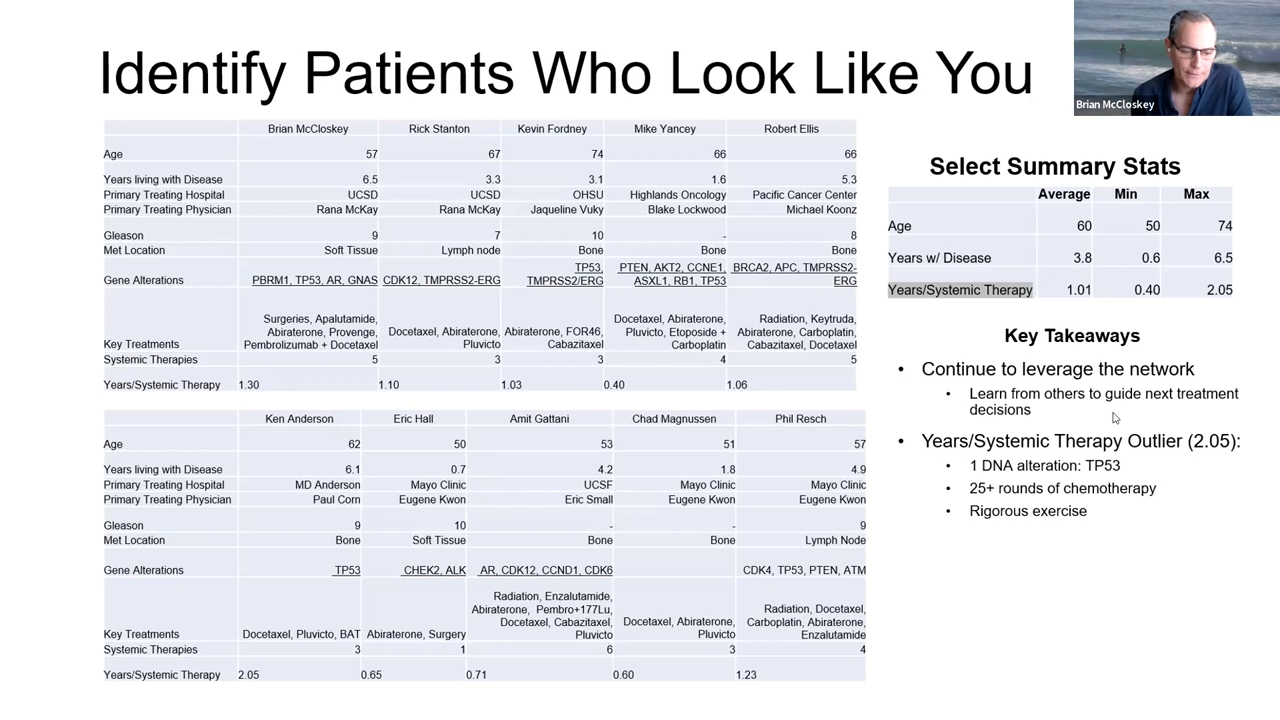 Identify Patients Who Look Like You
Brian McCloskey
Brian McCloskey Rick Stanton Kevin Fordney Mike Yancey Robert Ellis
Age 57 67 74 66 66
Years living with Disease 6.5 3.3 3.1 1.6 5.3
Primary Treating Hospital UCSD UCSD OHSU Highlands Oncology Pacific Cancer Center
Primary Treating Physician Rana McKay Rana McKay Jaqueline Vuky Blake Lockwood Michael Koonz
Gleason 9 7 10 - 8
Met Location Soft Tissue Lymph node Bone Bone Bone
TP53, PTEN, AKT2, CCNE1, BRCA2, APC, TMPRSS2-
Gene Alterations PBRM1, TP53, AR, GNAS CDK12, TMPRSS2-ERG TMPRSS2/ERG ASXL1, RB1, TP53 ERG
Surgeries, Apalutamide, Docetaxel, Abiraterone, Radiation, Keytruda,
Abiraterone, Provenge, Docetaxel, Abiraterone, Abiraterone, FOR46, Pluvicto, Etoposide + Abiraterone, Carboplatin,
Key Treatments Pembrolizumab + Docetaxel Pluvicto Cabazitaxel Carboplatin Cabazitaxel, Docetaxel
Systemic Therapies 5 3 3 4 5
Years/Systemic Therapy 1.30 1.10 1.03 0.40 1.06
Ken Anderson Eric Hall Amit Gattani Chad Magnussen Phil Resch
Age 62 50 53 51 57
Years living with Disease 6.1 0.7 4.2 1.8 4.9
Primary Treating Hospital MD Anderson Mayo Clinic UCSF Mayo Clinic Mayo Clinic
Primary Treating Physician Paul Corn Eugene Kwon Eric Small Eugene Kwon Eugene Kwon
Gleason 9 10 - - 9
Met Location Bone Soft Tissue Bone Bone Lymph Node
Gene Alterations TP53 CHEK2, ALK AR, CDK12, CCND1, CDK6 CDK4, TP53, PTEN, ATM
Radiation, Enzalutamide,
Abiraterone, Pembro+177Lu, Radiation, Docetaxel,
Docetaxel, Cabazitaxel, Docetaxel, Abiraterone, Carboplatin, Abiraterone,
Key Treatments Docetaxel, Pluvicto, BAT Abiraterone, Surgery Pluvicto Pluvicto Enzalutamide
Systemic Therapies 3 1 6 3 4
Years/Systemic Therapy 2.05 0.65 0.71 0.60 1.23
Select Summary Stats
Average Min Max
Age 60 50 74
Years w/ Disease 3.8 0.6 6.5
Years/Systemic Therapy 1.01 0.40 2.05
Key Takeaways
• Continue to leverage the network
• Learn from others to guide next treatment
decisions
• Years/Systemic Therapy Outlier (2.05):
• 1 DNA alteration: TP53
• 25+ rounds of chemotherapy
• Rigorous exercise